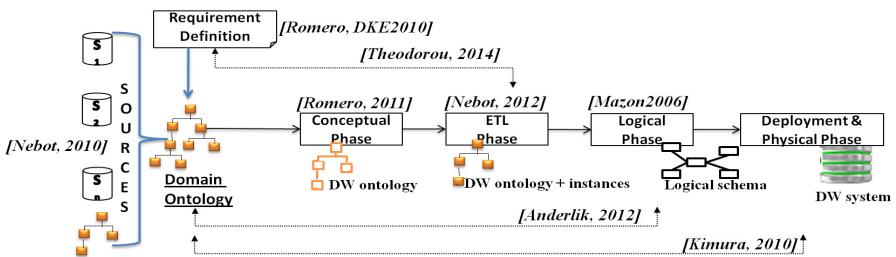 Requirement
Definition
[Romero, DKE2010]
[Theodorou, 2014]
S
1
S
2
S
n
SOURCES
[Nebot, 2010]
Domain
Ontology
[Romero, 2011]
Conceptual
Phase
DW ontology
[Nebot, 2012]
ETL
Phase
DW ontology + instances
[Mazon2006]
Logical
Phase
Logical schema
Deployment &
Physical Phase
DW system
[Anderlik, 2012]
[Kimura, 2010]